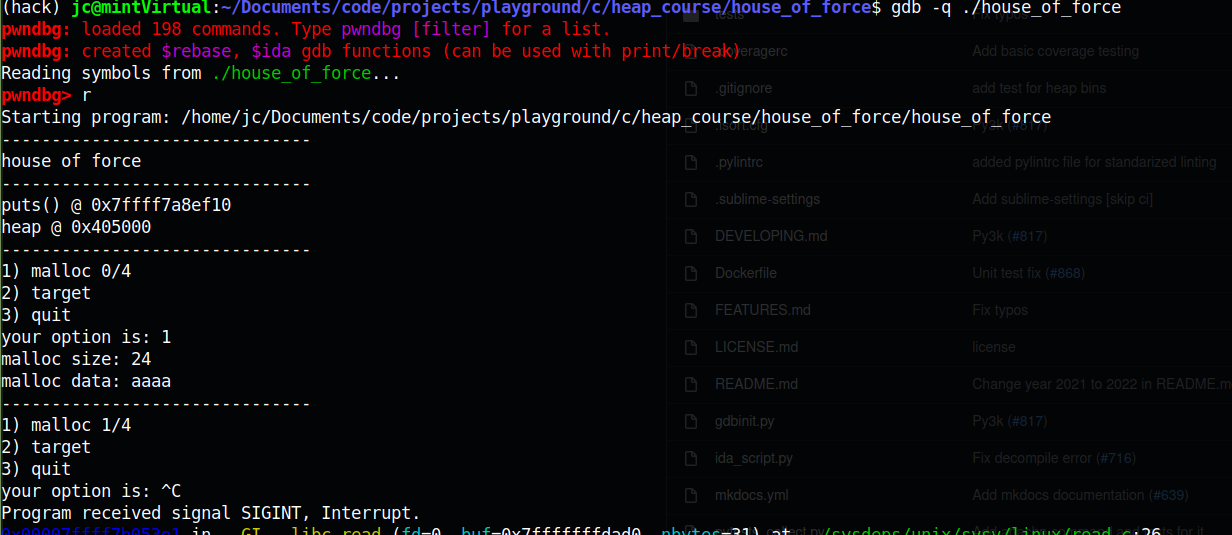 (hack) jc@mintVirtual:~/Documents/code/projects/playground/c/heap_course/house_of_force$ gdb -q ./house_of_force
pwndbg: loaded 198 commands. Type pwndbg [filter] for a list.
pwndbg: created $rebase, $ida gdb functions (can be used with print/break)
Reading symbols from ./house_of_force...
pwndbg> r
Starting program: /home/jc/Documents/code/projects/playground/c/heap_course/house_of_force/house_of_force
-------------------------------
house of force
-------------------------------
puts() @ 0x7ffff7a8ef10
heap @ 0x405000
-------------------------------
1) malloc 0/4
2) target
3) quit
your option is: 1
malloc size: 24
malloc data: aaaa
-------------------------------
1) malloc 1/4
2) target
3) quit
your option is: ^C
Program received signal SIGINT, Interrupt.
tests Fix typos
Add basic coverage testing
.gitignore add test for heap bins
.pylintrc added pylintrc file for standarized linting
.sublime-settings Add sublime-settings [skip ci]
DEVELOPING.md Py3k (#817)
Dockerfile Unit test fix (#868)
FEATURES.md Fix typos
LICENSE.md license
README.md Change year 2021 to 2022 in README.m
gdbinit.py Py3k (#817)
ida_script.py Fix decompile error (#716)
mkdocs.yml Add mkdocs documentation (#639)